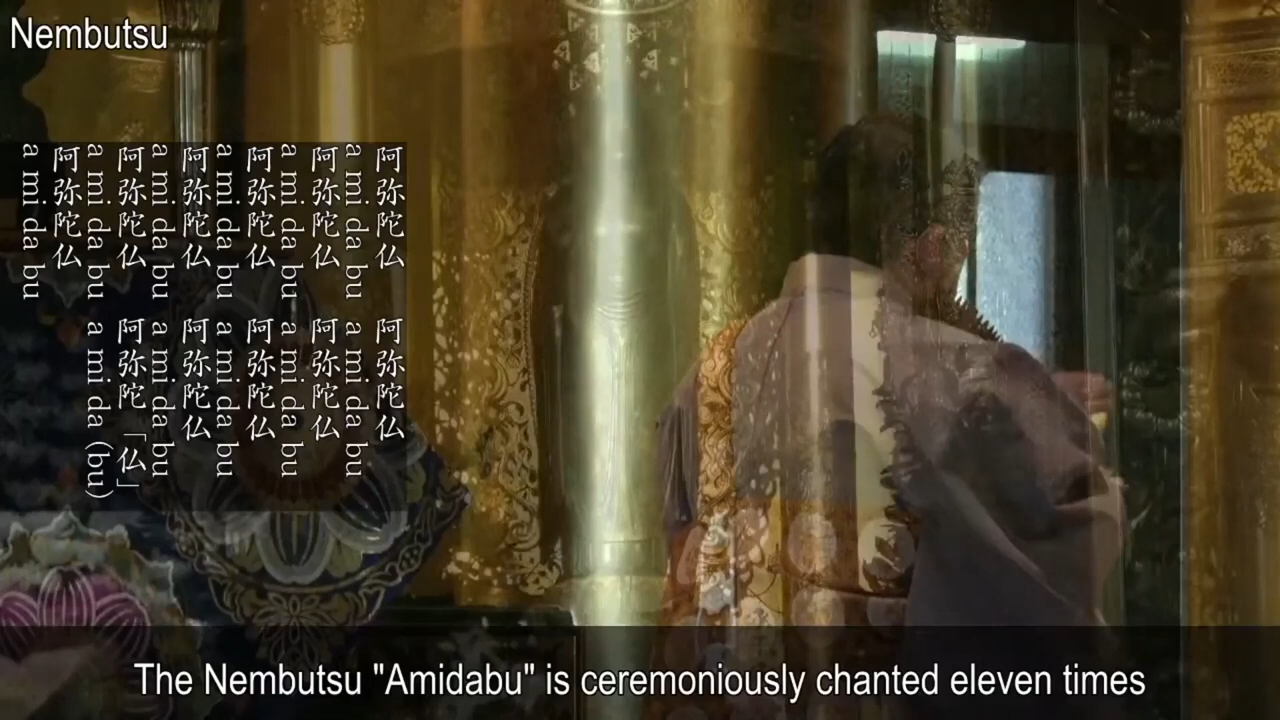 Nembutsu
阿弥陀仏 阿弥陀仏
a mi da bu a mi da bu
阿弥陀仏 阿弥陀仏
a mi da bu a mi da bu
阿弥陀仏 阿弥陀仏
a mi da bu a mi da bu
阿弥陀仏 阿弥陀仏
a mi da bu a mi da bu
阿弥陀仏 阿弥陀「仏」
a mi da bu a mi da (bu)
阿弥陀仏
a mi da bu
The Nembutsu "Amidabu" is ceremoniously chanted eleven times